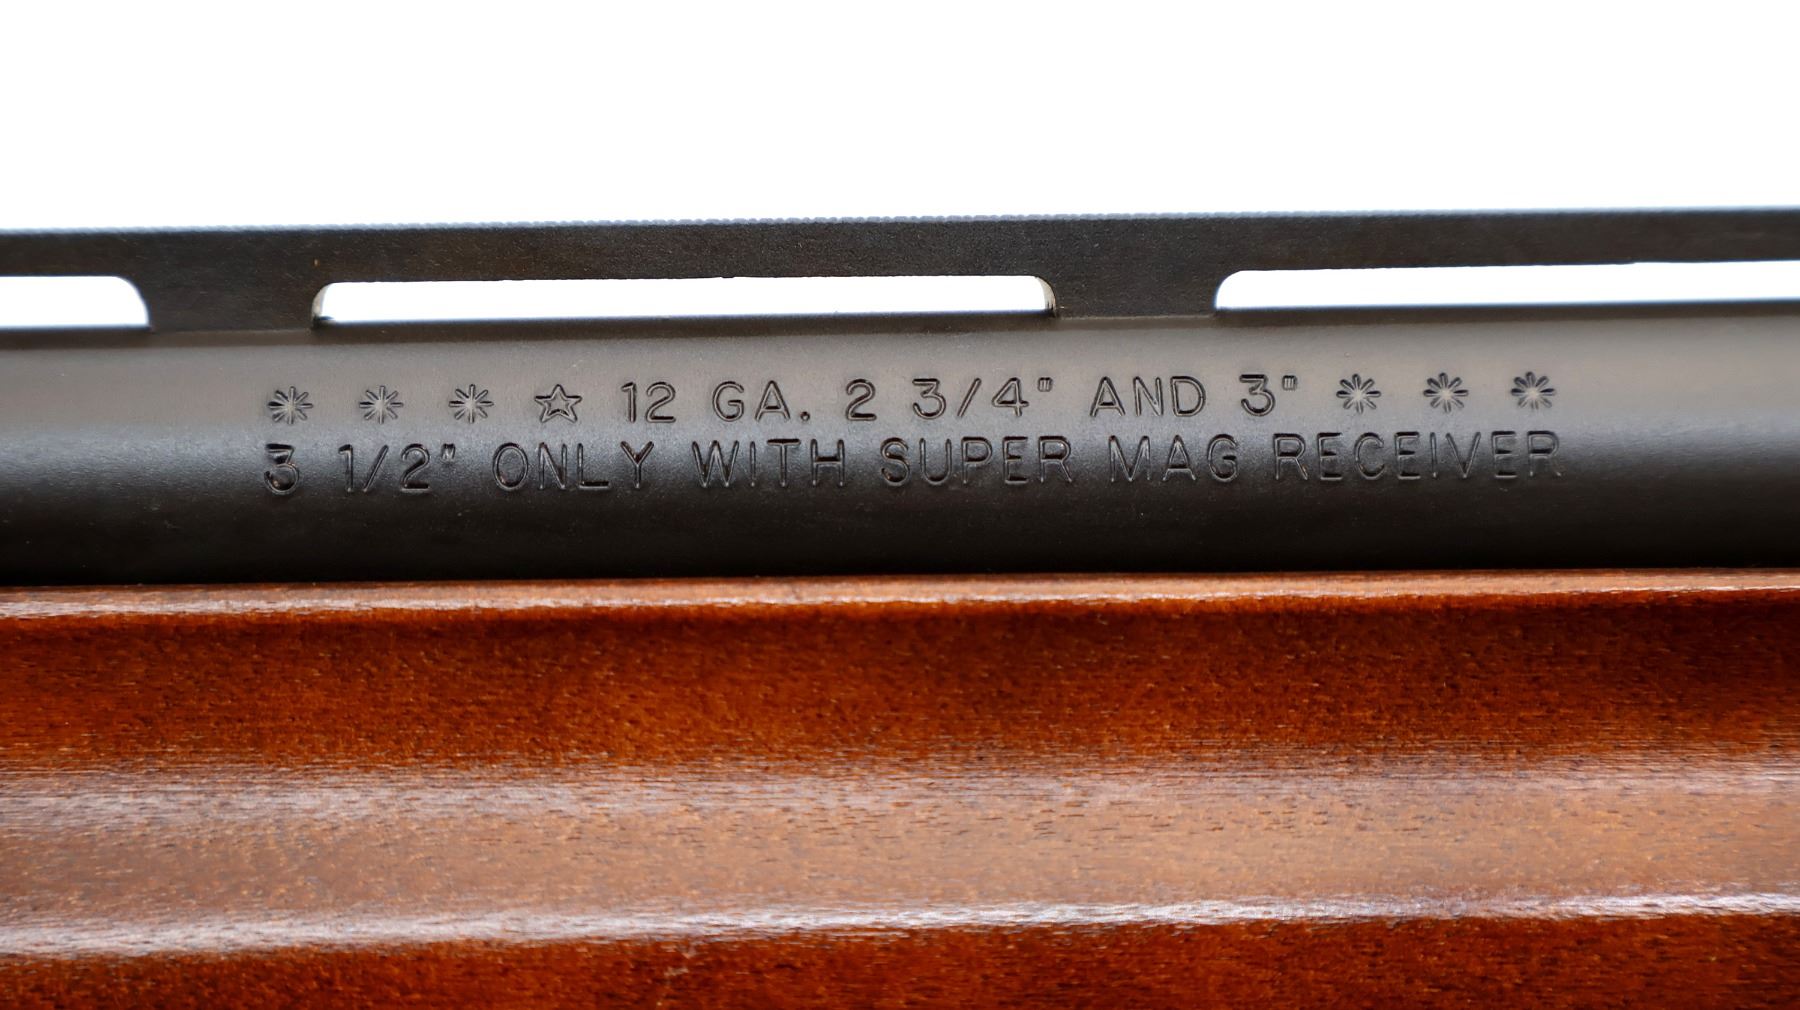 * * * ☆ 12 GA. 2 3/4" AND 3" * * *
3 1/2" ONLY WITH SUPER MAG RECEIVER